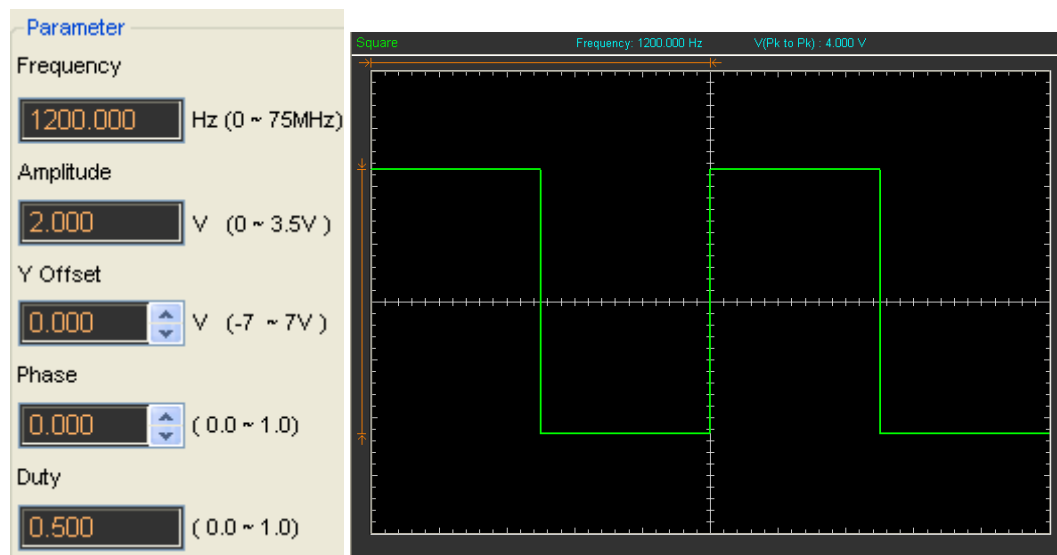 Parameter
Frequency
1200.000 Hz (0 ~ 75MHz)
Amplitude
2.000 V (0 ~ 3.5V )
Y Offset
0.000 V (-7 ~ 7V )
Phase
0.000 ( 0.0 ~ 1.0)
Duty
0.500 ( 0.0 ~ 1.0)
Square Frequency: 1200.000 Hz V(Pk to Pk) : 4.000 V